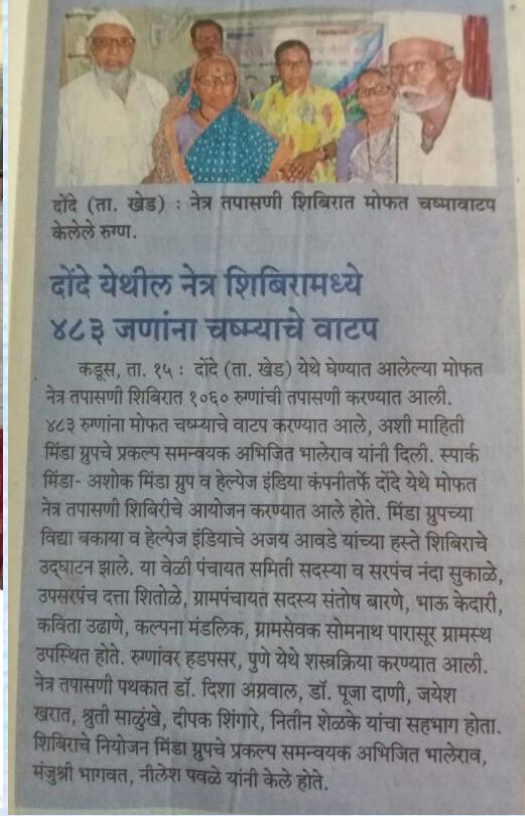 दोंदे (ता. खेड) : नेत्र तपासणी शिबिरात मोफत चष्मावाटप
केलेले रुग्ण.
दोंदे येथील नेत्र शिबिरामध्ये
४८३ जणांना चष्म्याचे वाटप
कडूस, ता. १५ : दोंदे (ता. खेड) येथे घेण्यात आलेल्या मोफत
नेत्र तपासणी शिबिरात १०६० रुग्णांची तपासणी करण्यात आली.
४८३ रुग्णांना मोफत चष्म्याचे वाटप करण्यात आले, अशी माहिती
मिंडा ग्रुपचे प्रकल्प समन्वयक अभिजित भालेराव यांनी दिली. स्पार्क
मिंडा- अशोक मिंडा ग्रुप व हेल्पेज इंडिया कंपनीतर्फे दोंदे येथे मोफत
नेत्र तपासणी शिबिरीचे आयोजन करण्यात आले होते. मिंडा ग्रुपच्या
विद्या बकाया व हेल्पेज इंडियाचे अजय आवडे यांच्या हस्ते शिबिराचे
उद्‌घाटन झाले. या वेळी पंचायत समिती सदस्या व सरपंच नंदा सुकाळे,
उपसरपंच दत्ता शितोळे, ग्रामपंचायत सदस्य संतोष बारणे, भाऊ केदारी,
कविता उढाणे, कल्पना मंडलिक, ग्रामसेवक सोमनाथ पारासूर ग्रामस्थ
उपस्थित होते. रुग्णांवर हडपसर, पुणे येथे शस्त्रक्रिया करण्यात आली.
नेत्र तपासणी पथकात डॉ. दिशा अग्रवाल, डॉ. पूजा दाणी, जयेश
खरात, श्रुती साळुंखे, दीपक शिंगारे, नितीन शेळके यांचा सहभाग होता.
शिबिराचे नियोजन मिंडा ग्रुपचे प्रकल्प समन्वयक अभिजित भालेराव,
मंजुश्री भागवत, नीलेश पवळे यांनी केले होते.